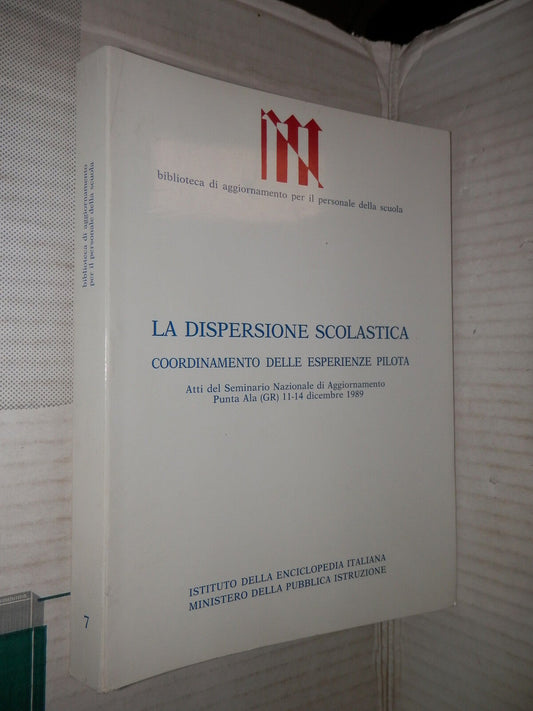 biblioteca di aggiornamento per il personale della scuola
LA DISPERSIONE SCOLASTICA
COORDINAMENTO DELLE ESPERIENZE PILOTA
Atti del Seminario Nazionale di Aggiornamento
Punta Ala (GR) 11-14 dicembre 1989
ISTITUTO DELLA ENCICLOPEDIA ITALIANA
MINISTERO DELLA PUBBLICA ISTRUZIONE
biblioteca di aggiornamento
per il personale della scuola
7